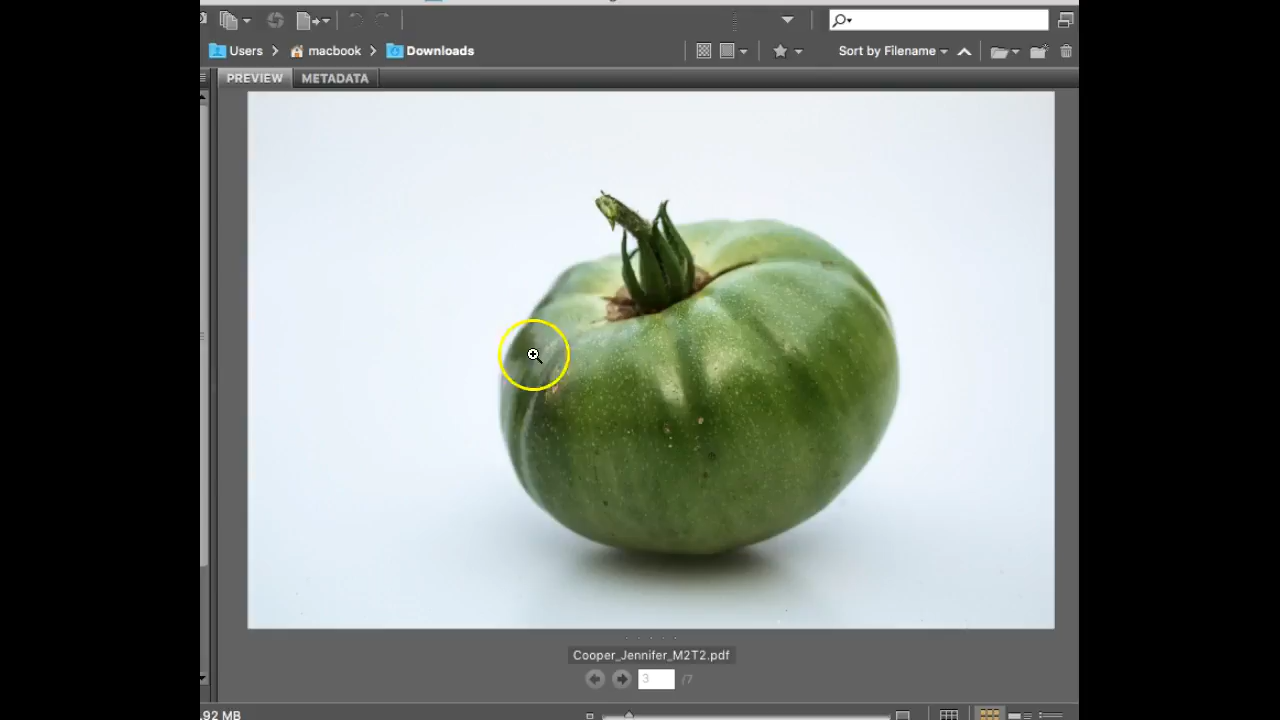 Users > macbook > Downloads
Sort by Filename
PREVIEW METADATA
Cooper_Jennifer_M2T2.pdf
3 /7
.92 MB